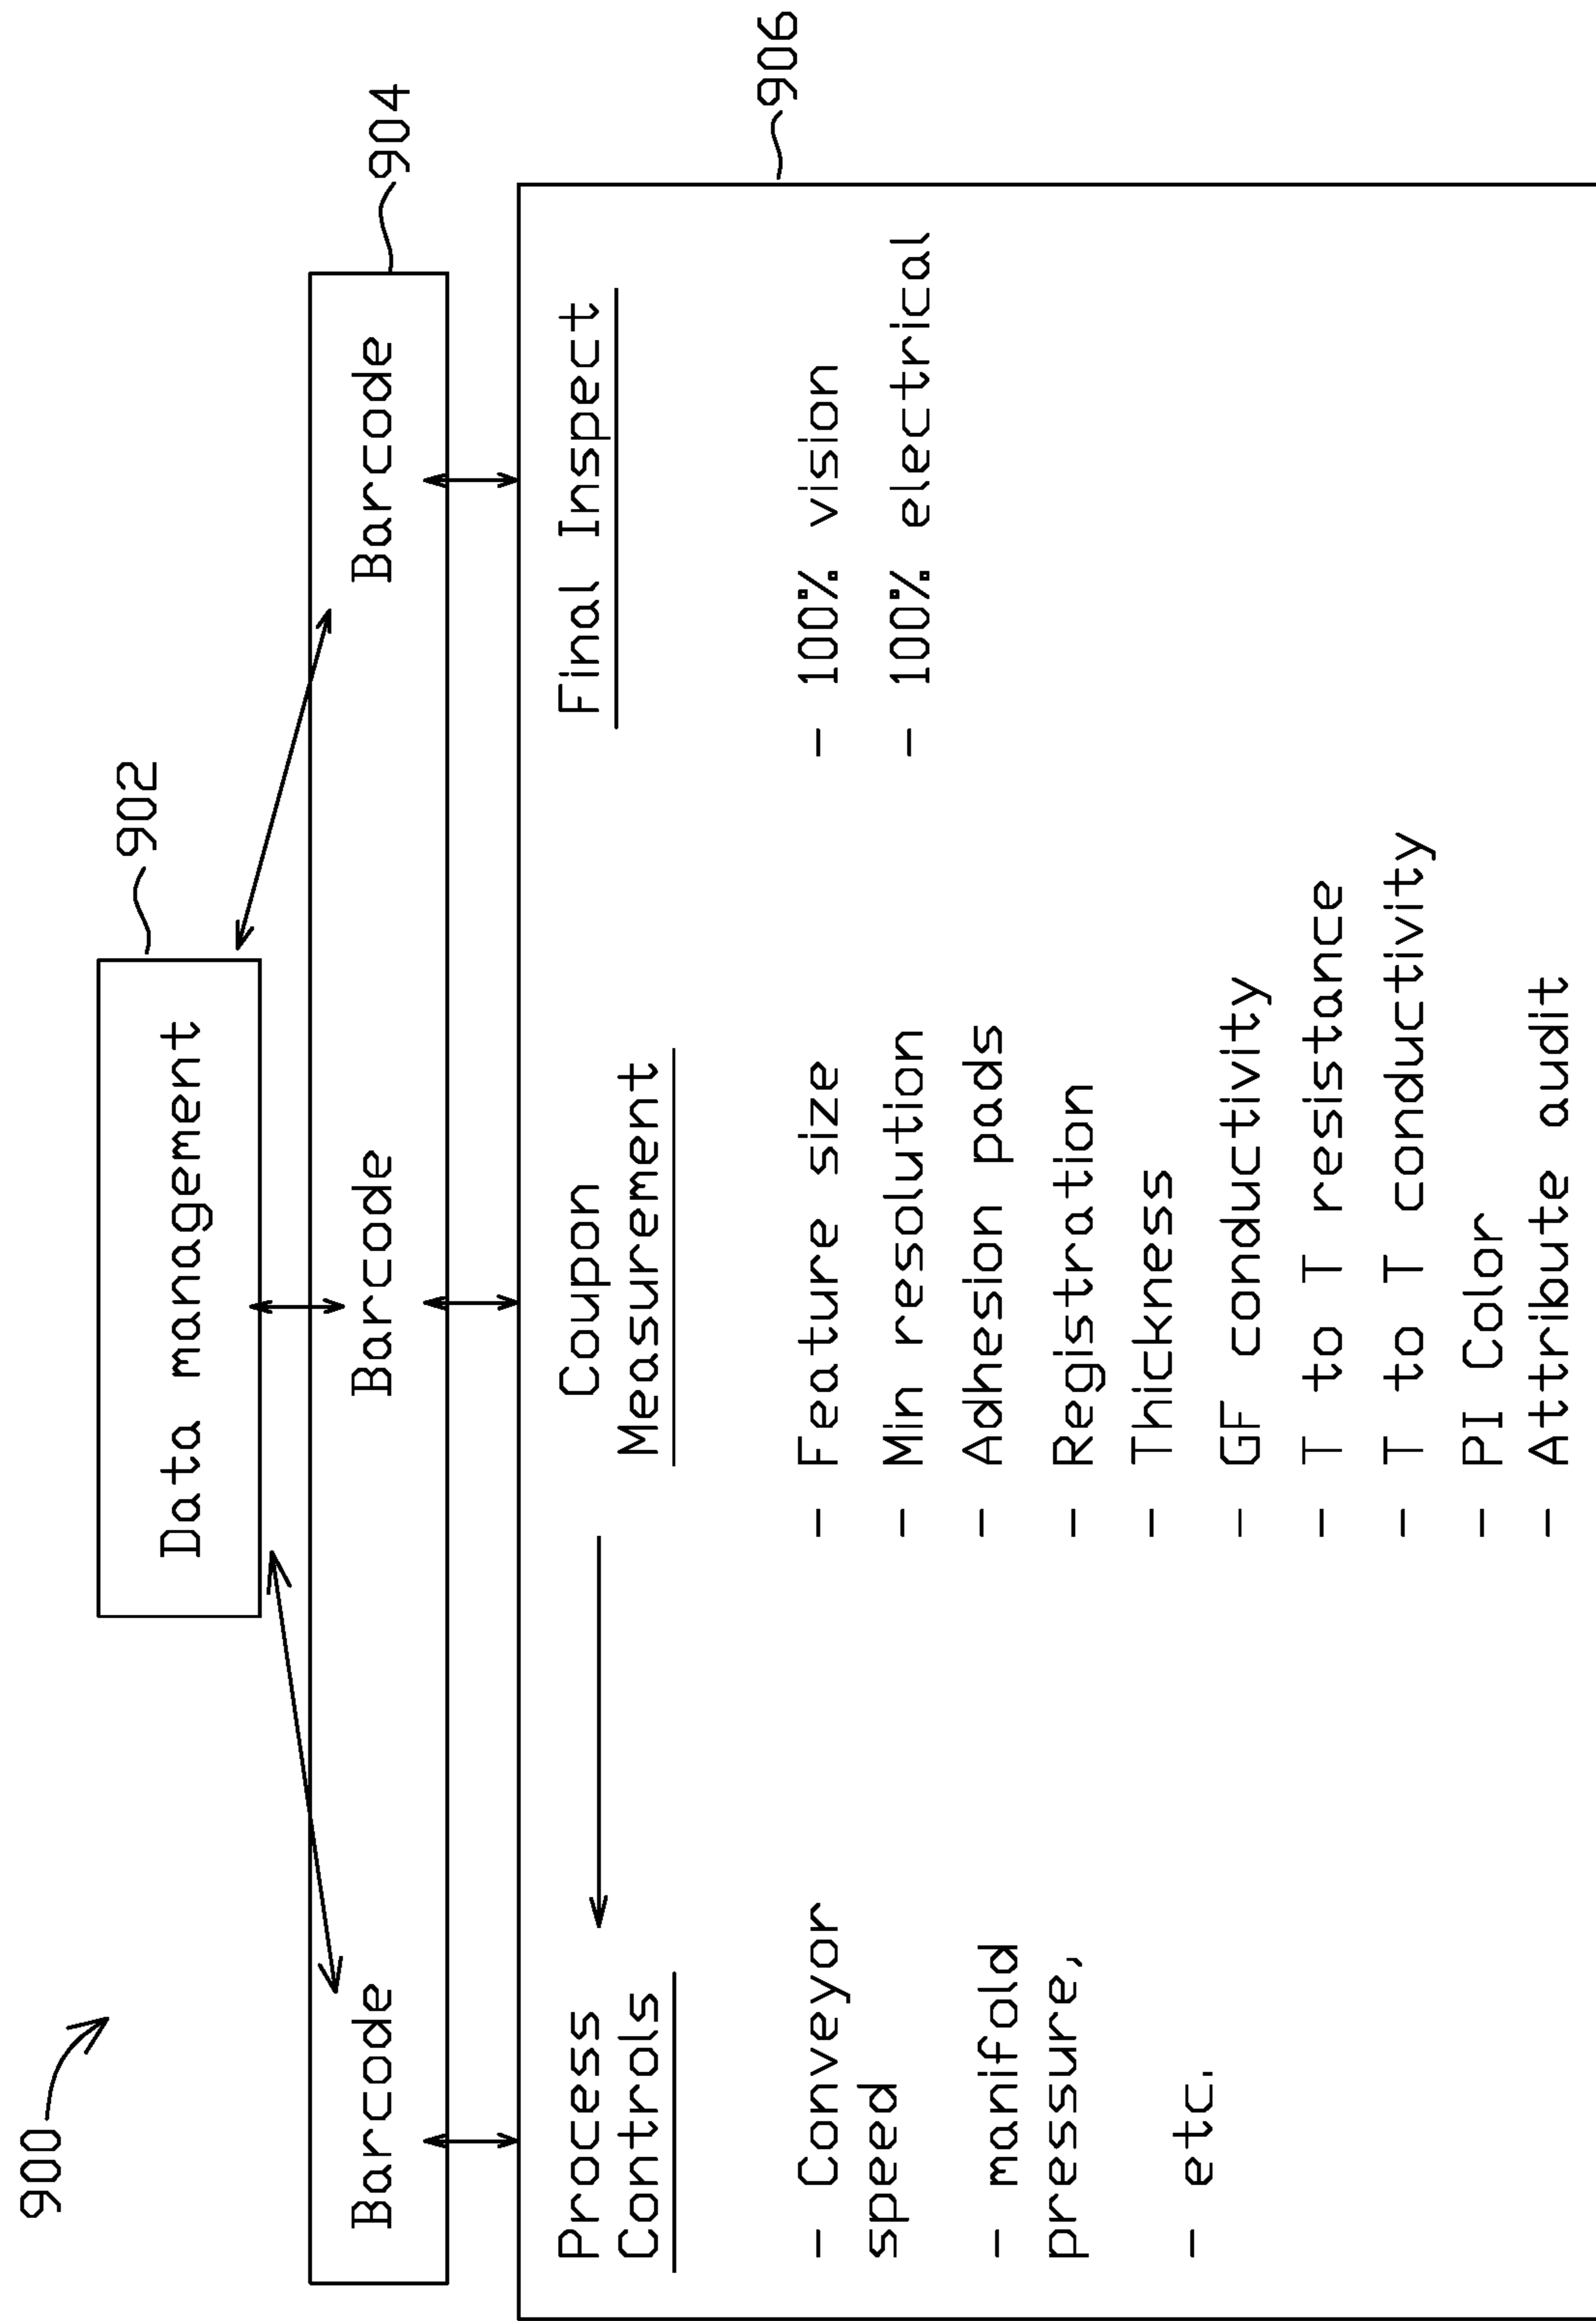 900
902
Data management
904
Barcode
Barcode
Barcode
906
Process
Controls
- Conveyor
speed
- manifold
pressure,
- etc.
Coupon
Measurement
- Feature size
- Min resolution
- Adhesion pads
- Registration
- Thickness
- GF conductivity
- T to T resistance
- T to T conductivity
- PI Color
- Attribute audit
Final Inspect
- 100% vision
- 100% electrical